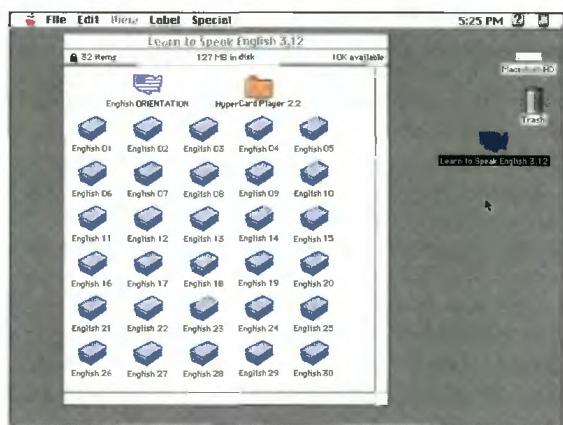 File Edit View Label Special 5:25 PM
Learn to Speak English 3.12
32 items 127 MB in disk 10K available
English ORIENTATION HyperCard Player 2.2
English 01 English 02 English 03 English 04 English 05
English 06 English 07 English 08 English 09 English 10
English 11 English 12 English 13 English 14 English 15
English 16 English 17 English 18 English 19 English 20
English 21 English 22 English 23 English 24 English 25
English 26 English 27 English 28 English 29 English 30
Macintosh HD
Trash
Learn to Speak English 3.12